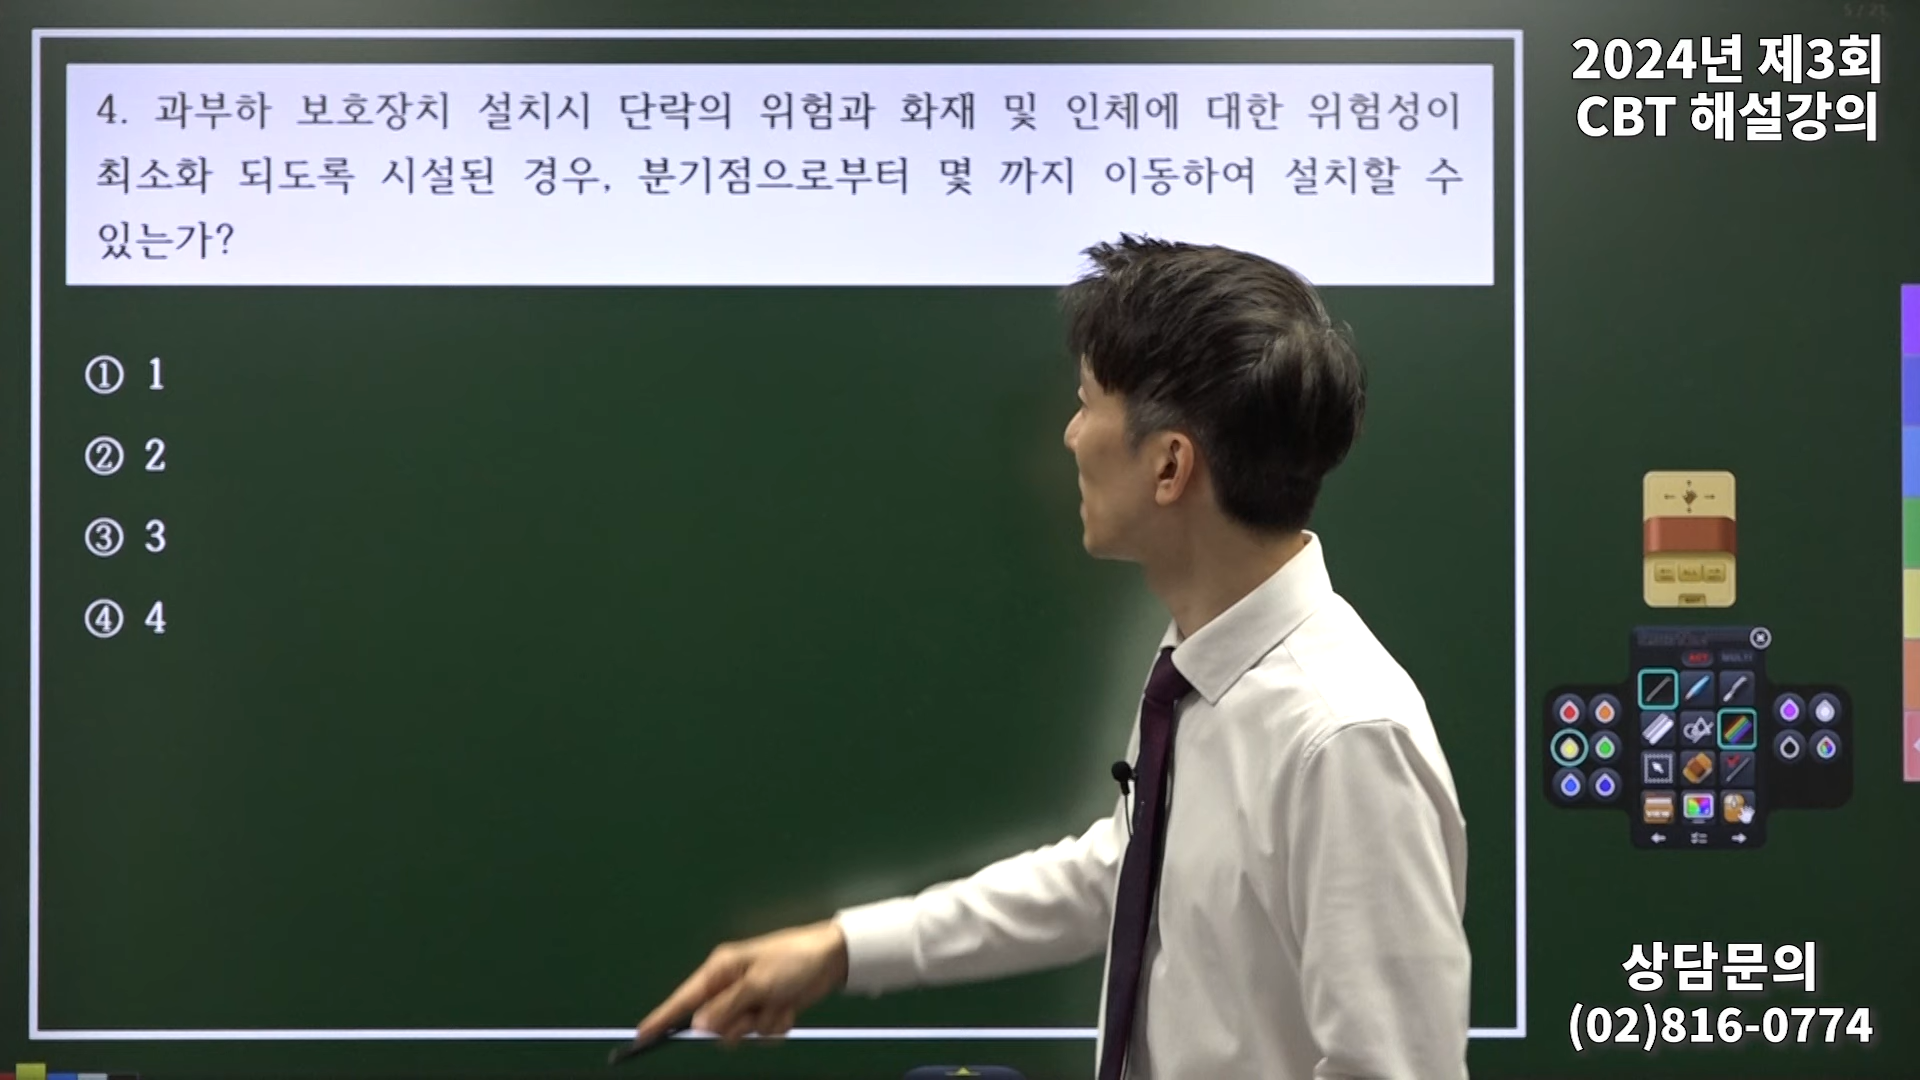 2024년 제3회
CBT 해설강의
4. 과부하 보호장치 설치시 단락의 위험과 화재 및 인체에 대한 위험성이
최소화 되도록 시설된 경우, 분기점으로부터 몇 까지 이동하여 설치할 수
있는가?
① 1
② 2
③ 3
④ 4
상담문의
(02)816-0774